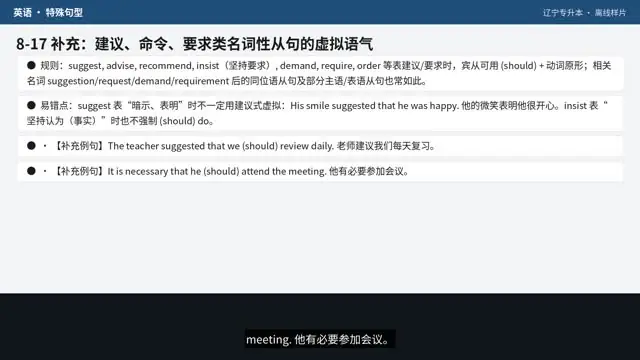 英语 · 特殊句型
辽宁专升本 · 离线样片
8-17 补充：建议、命令、要求类名词性从句的虚拟语气
● 规则：suggest, advise, recommend, insist（坚持要求）, demand, require, order 等表建议/要求时，宾从可用 (should) + 动词原形；相关
名词 suggestion/request/demand/requirement 后的同位语从句及部分主语/表语从句也常如此。
● 易错点：suggest 表“暗示、表明”时不一定用建议式虚拟：His smile suggested that he was happy. 他的微笑表明他很开心。insist 表“
坚持认为（事实）”时也不强制 (should) do。
● · 【补充例句】The teacher suggested that we (should) review daily. 老师建议我们每天复习。
● · 【补充例句】It is necessary that he (should) attend the meeting. 他有必要参加会议。
meeting. 他有必要参加会议。